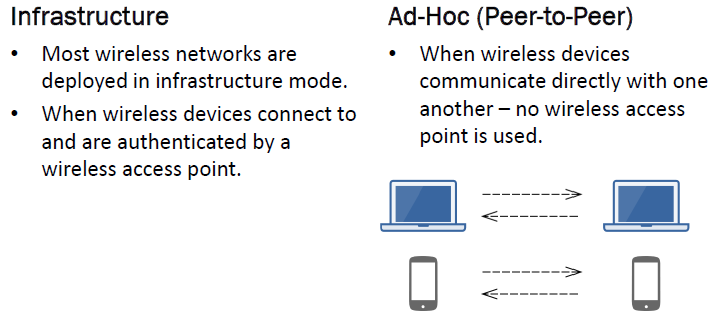 Infrastructure
• Most wireless networks are
deployed in infrastructure mode.
• When wireless devices connect to
and are authenticated by a
wireless access point.
Ad-Hoc (Peer-to-Peer)
• When wireless devices
communicate directly with one
another – no wireless access
point is used.